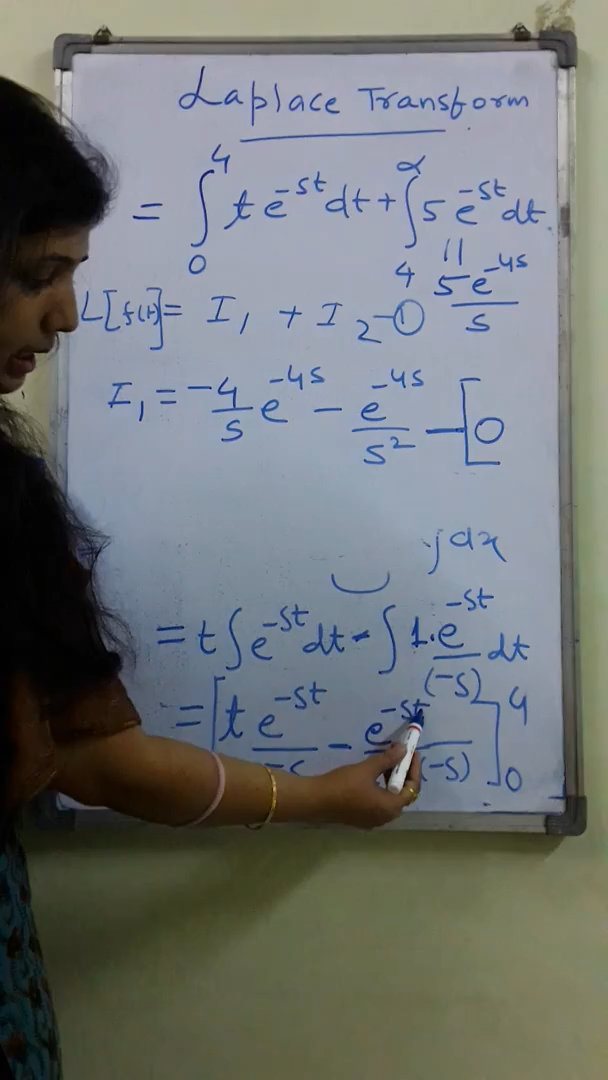 Laplace Transform
= ∫₀⁴ t e^{-st} dt + ∫₄^∝ 5 e^{-st} dt.
L[f(t)] = I₁ + I₂ -① 11 5e^{-4s}/s
I₁ = -4/s e^{-4s} - e^{-4s}/s² - [0
∫dx
= t∫e^{-st} dt - ∫1. e^{-st}/(-s) dt
= [t e^{-st}/-s - e^{-st}/(-s)]₀⁴